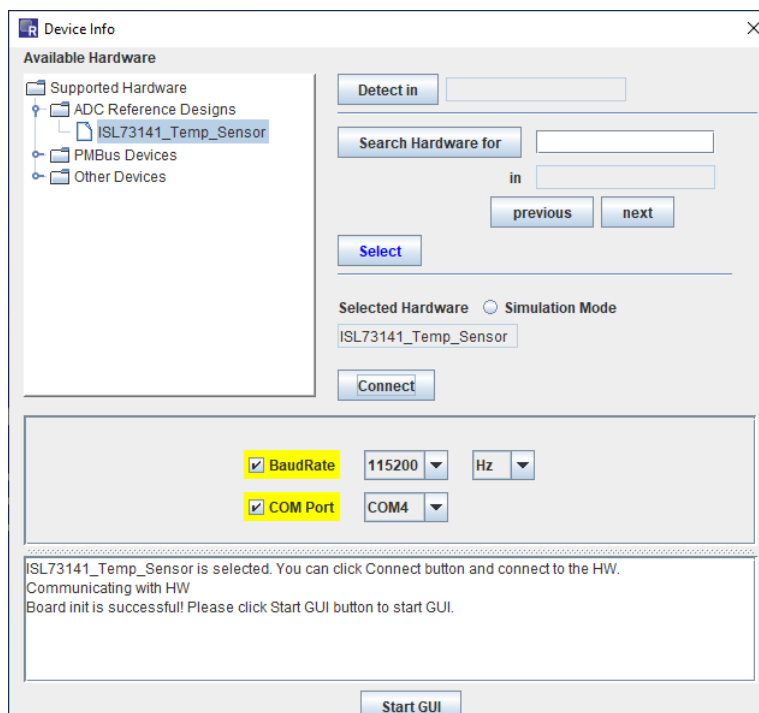 Device Info
Available Hardware
Supported Hardware
ADC Reference Designs
ISL73141_Temp_Sensor
PMBus Devices
Other Devices
Detect in
Search Hardware for
in
previous
next
Select
Selected Hardware
Simulation Mode
ISL73141_Temp_Sensor
Connect
BaudRate
115200
Hz
COM Port
COM4
ISL73141_Temp_Sensor is selected. You can click Connect button and connect to the HW.
Communicating with HW
Board init is successful! Please click Start GUI button to start GUI.
Start GUI